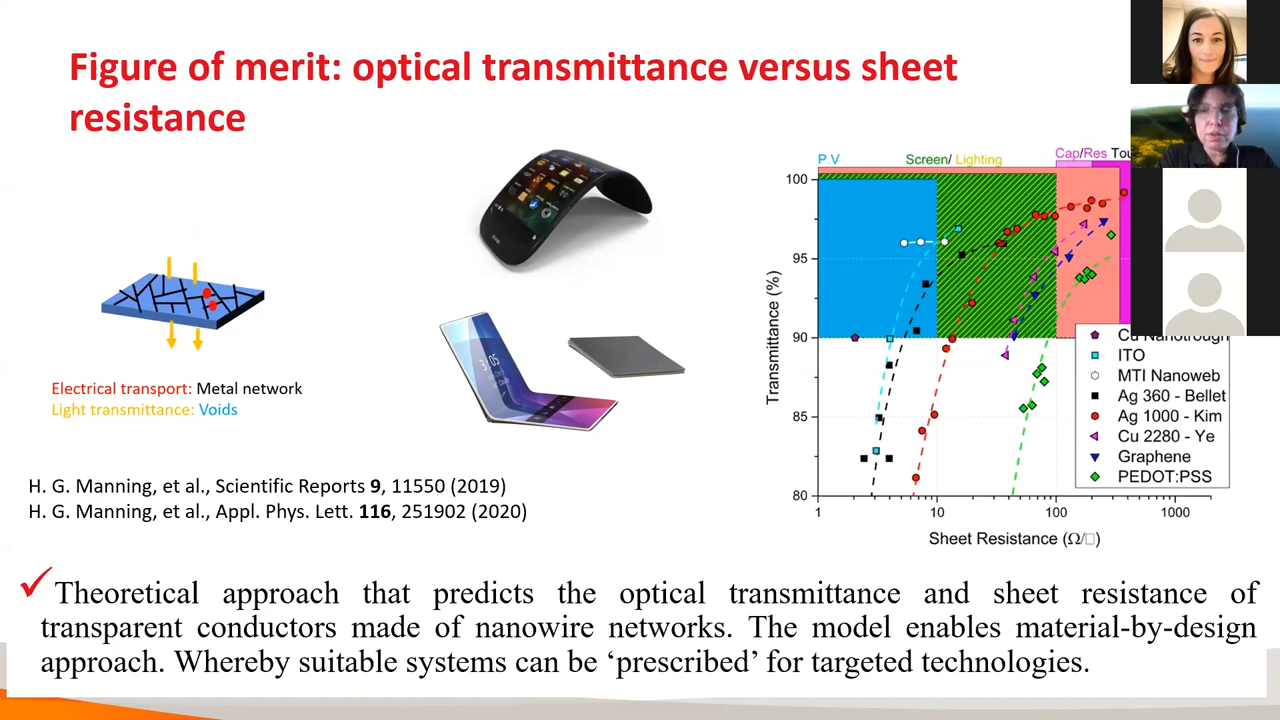 Figure of merit: optical transmittance versus sheet
resistance
Electrical transport: Metal network
Light transmittance: Voids
H. G. Manning, et al., Scientific Reports 9, 11550 (2019)
H. G. Manning, et al., Appl. Phys. Lett. 116, 251902 (2020)
P.V
Screen/ Lighting
Cap/Res Tou
100
95
90
85
80
Transmittance (%)
1
10
100
1000
Sheet Resistance (Ω/□)
Cu Nanotrough
ITO
MTI Nanoweb
Ag 360 - Bellet
Ag 1000 - Kim
Cu 2280 - Ye
Graphene
PEDOT:PSS
✓Theoretical approach that predicts the optical transmittance and sheet resistance of
transparent conductors made of nanowire networks. The model enables material-by-design
approach. Whereby suitable systems can be ‘prescribed’ for targeted technologies.